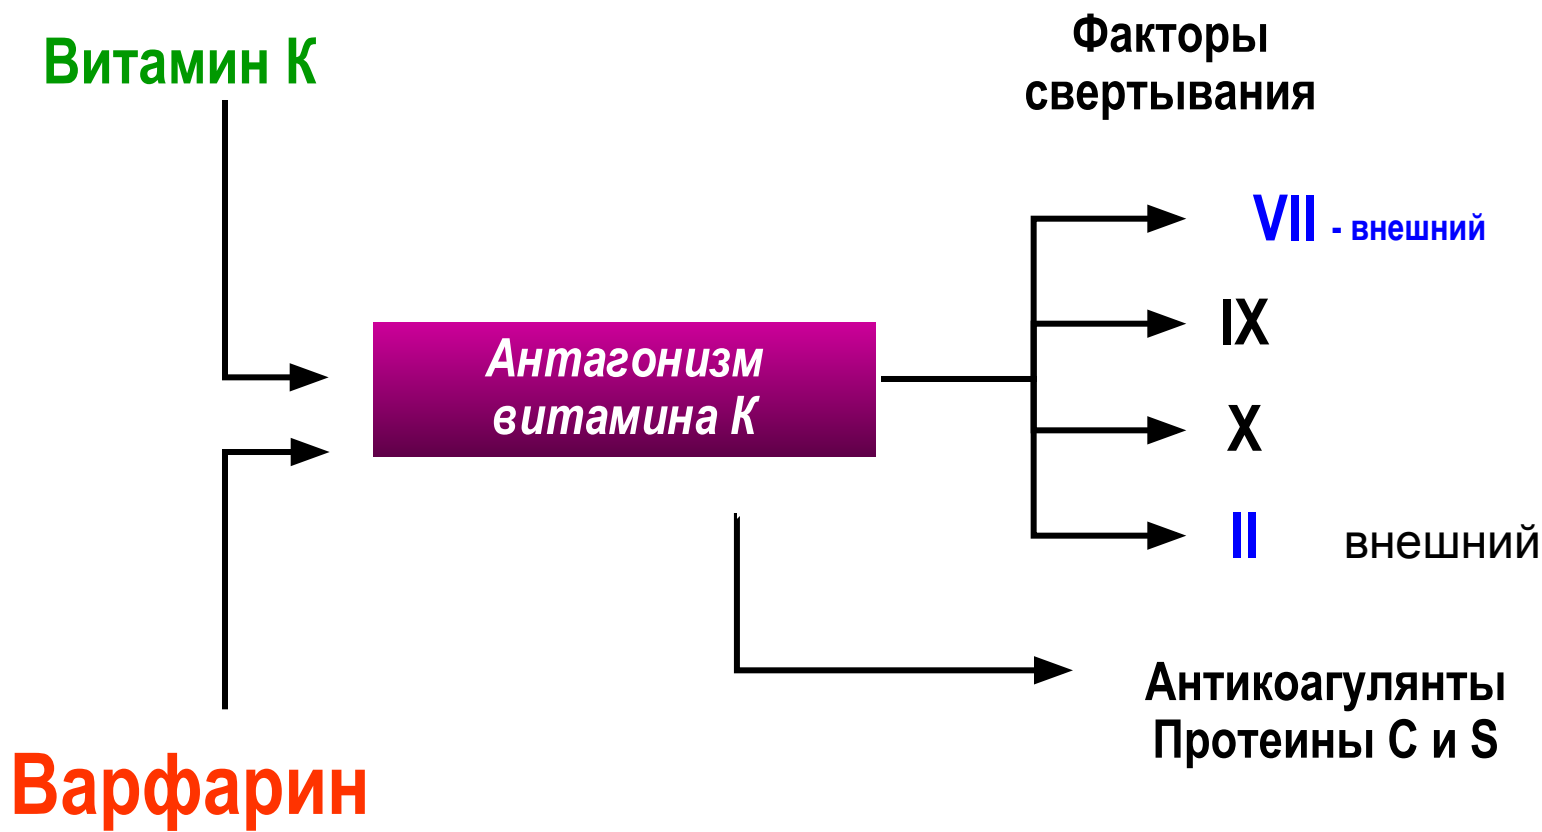 Витамин К
Факторы
свертывания
VII - внешний
IX
Антагонизм
витамина К
X
II внешний
Антикоагулянты
Протеины С и S
Варфарин